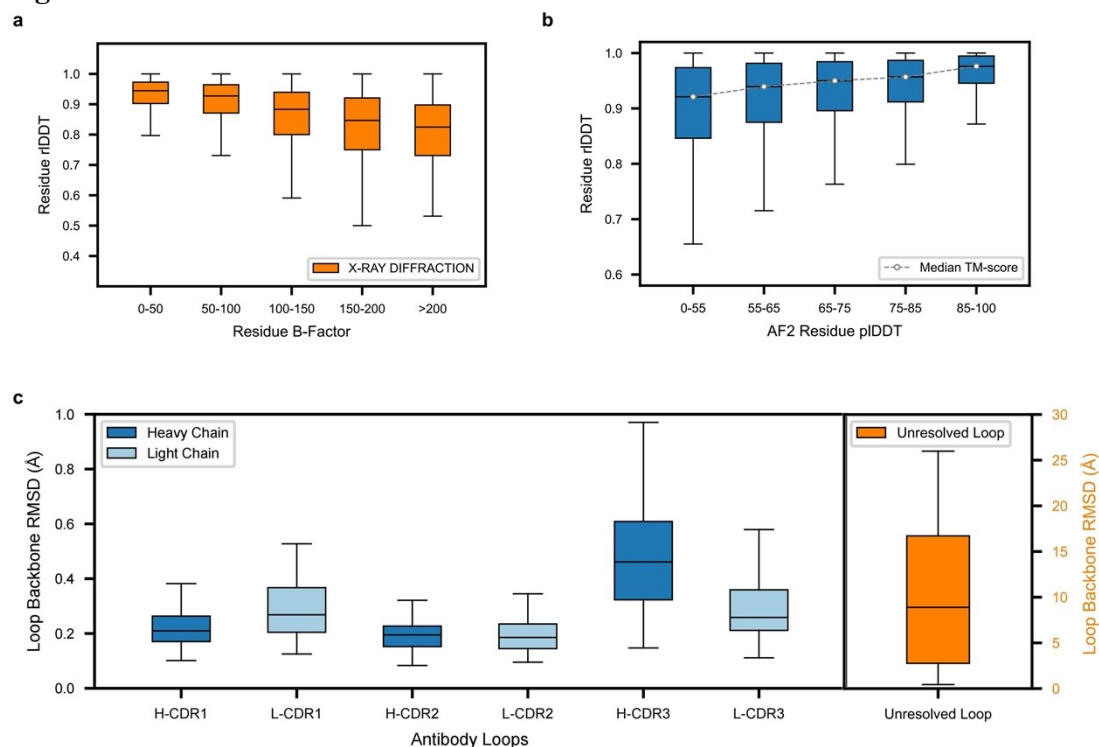 a
Residue rlDDT
1.0
0.9
0.8
0.7
0.6
0.5
0.4
X-RAY DIFFRACTION
0-50
50-100
100-150
150-200
>200
Residue B-Factor
b
Residue rlDDT
1.0
0.9
0.8
0.7
0.6
Median TM-score
0-55
55-65
65-75
75-85
85-100
AF2 Residue plDDT
c
Loop Backbone RMSD (Å)
1.0
0.8
0.6
0.4
0.2
0.0
Heavy Chain
Light Chain
H-CDR1
L-CDR1
H-CDR2
L-CDR2
H-CDR3
L-CDR3
Antibody Loops
Unresolved Loop
30
25
20
15
10
5
0
Loop Backbone RMSD (Å)
Unresolved Loop